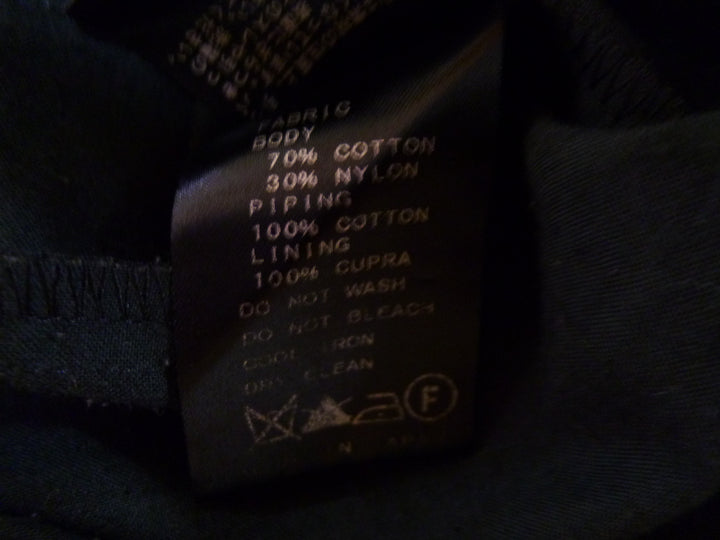 FABRIC
BODY
70% COTTON
30% NYLON
PIPING
100% COTTON
LINING
100% CUPRA
DO NOT WASH
DO NOT BLEACH
COOL IRON
DRY CLEAN
F